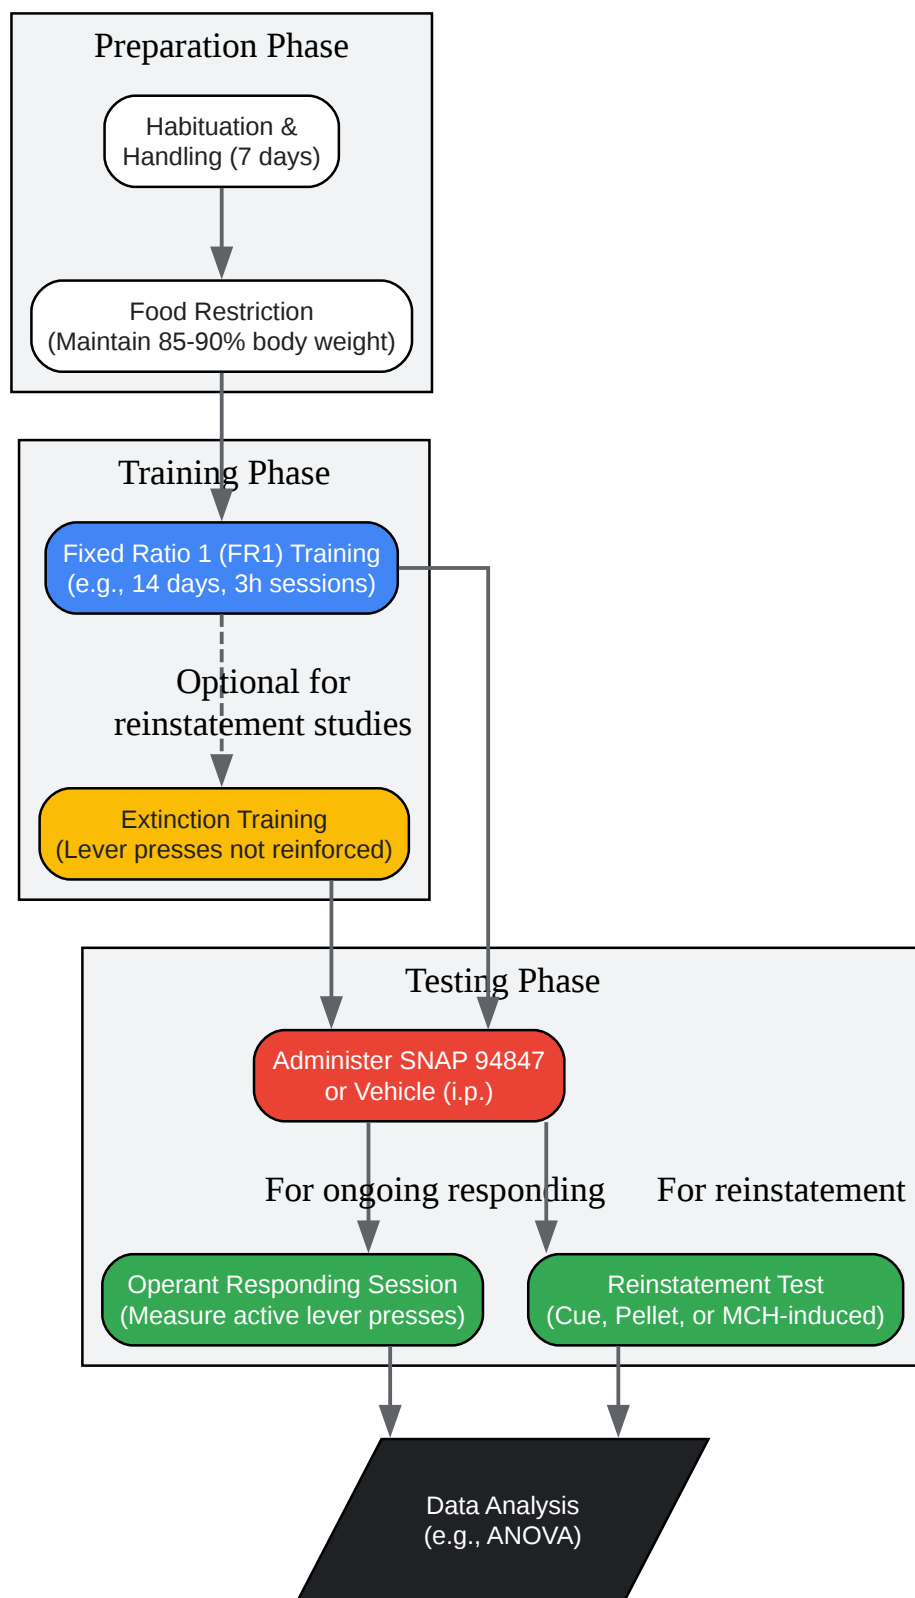 Preparation Phase
Habituation &
Handling (7 days)
Food Restriction
(Maintain 85-90% body weight)
Training Phase
Fixed Ratio 1 (FR1) Training
(e.g., 14 days, 3h sessions)
Optional for
reinstatement studies
Extinction Training
(Lever presses not reinforced)
Testing Phase
Administer SNAP 94847
or Vehicle (i.p.)
For ongoing responding
For reinstatement
Operant Responding Session
(Measure active lever presses)
Reinstatement Test
(Cue, Pellet, or MCH-induced)
Data Analysis
(e.g., ANOVA)